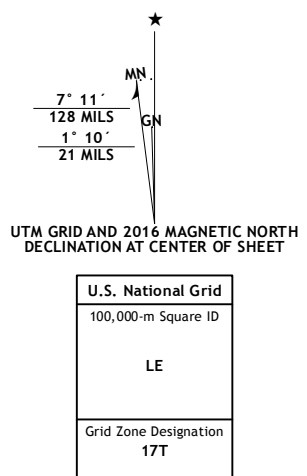 ★
MN
7° 11´
128 MILS
GN
1° 10´
21 MILS
UTM GRID AND 2016 MAGNETIC NORTH
DECLINATION AT CENTER OF SHEET
U.S. National Grid
100,000-m Square ID
LE
Grid Zone Designation
17T